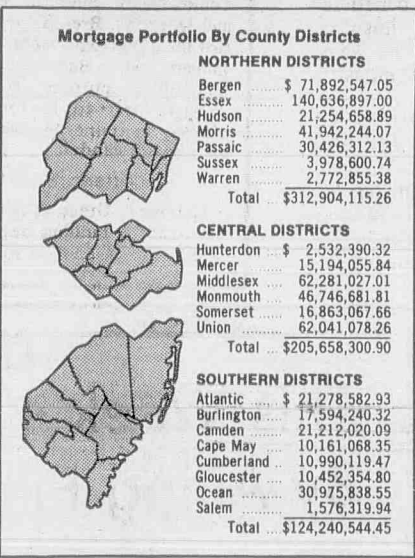 Mortgage Portfolio By County Districts
NORTHERN DISTRICTS
Bergen ........ $ 71,892,547.05
Essex ........ 140,636,897.00
Hudson ........ 21,254,658.89
Morris ........ 41,942,244.07
Passaic ........ 30,426,312.13
Sussex ........ 3,978,600.74
Warren ........ 2,772,855.38
Total ... $312,904,115.26
CENTRAL DISTRICTS
Hunterdon ... $ 2,532,390.32
Mercer ........ 15,194,055.84
Middlesex .... 62,281,027.01
Monmouth .... 46,746,681.81
Somerset ..... 16,863,067.66
Union ........ 62,041,078.26
Total ... $205,658,300.90
SOUTHERN DISTRICTS
Atlantic ....... $ 21,278,582.93
Burlington .... 17,594,240.32
Camden ....... 21,212,020.09
Cape May .... 10,161,068.35
Cumberland .. 10,990,119.47
Gloucester .... 10,452,354.80
Ocean ........ 30,975,838.55
Salem ........ 1,576,319.94
Total ... $124,240,544.45